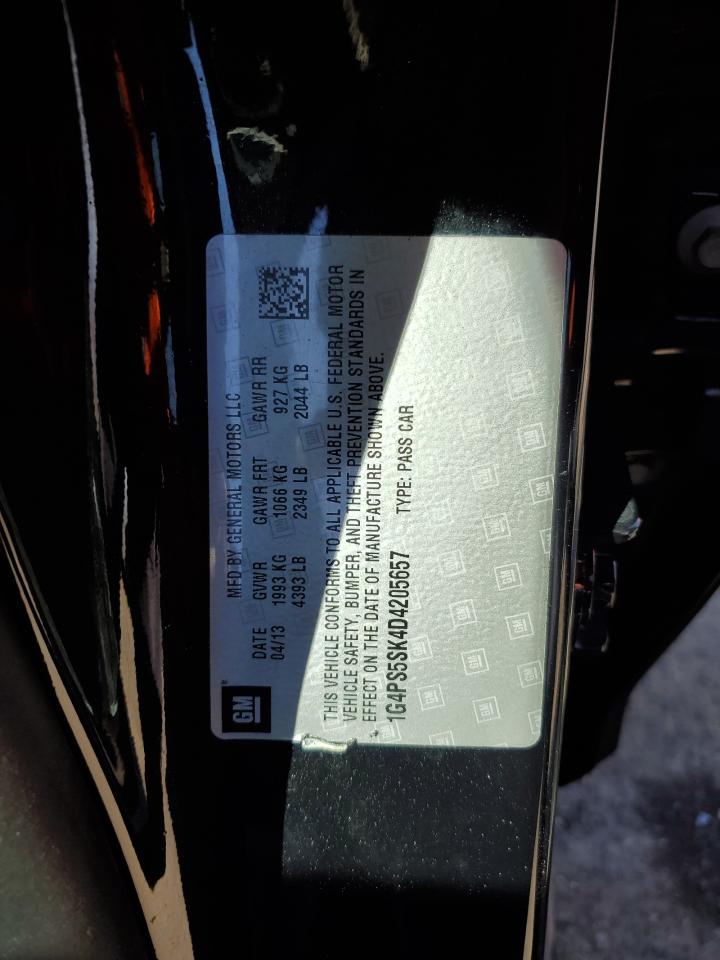 MFD BY GENERAL MOTORS LLC
DATE GVWR GAWR FRT GAWR RR
04/13 1993 KG 1066 KG 927 KG
4393 LB 2349 LB 2044 LB
GM
THIS VEHICLE CONFORMS TO ALL APPLICABLE U.S. FEDERAL MOTOR
VEHICLE SAFETY, BUMPER, AND THEFT PREVENTION STANDARDS IN
EFFECT ON THE DATE OF MANUFACTURE SHOWN ABOVE.
1G4PS5SK4D4205657 TYPE: PASS CAR